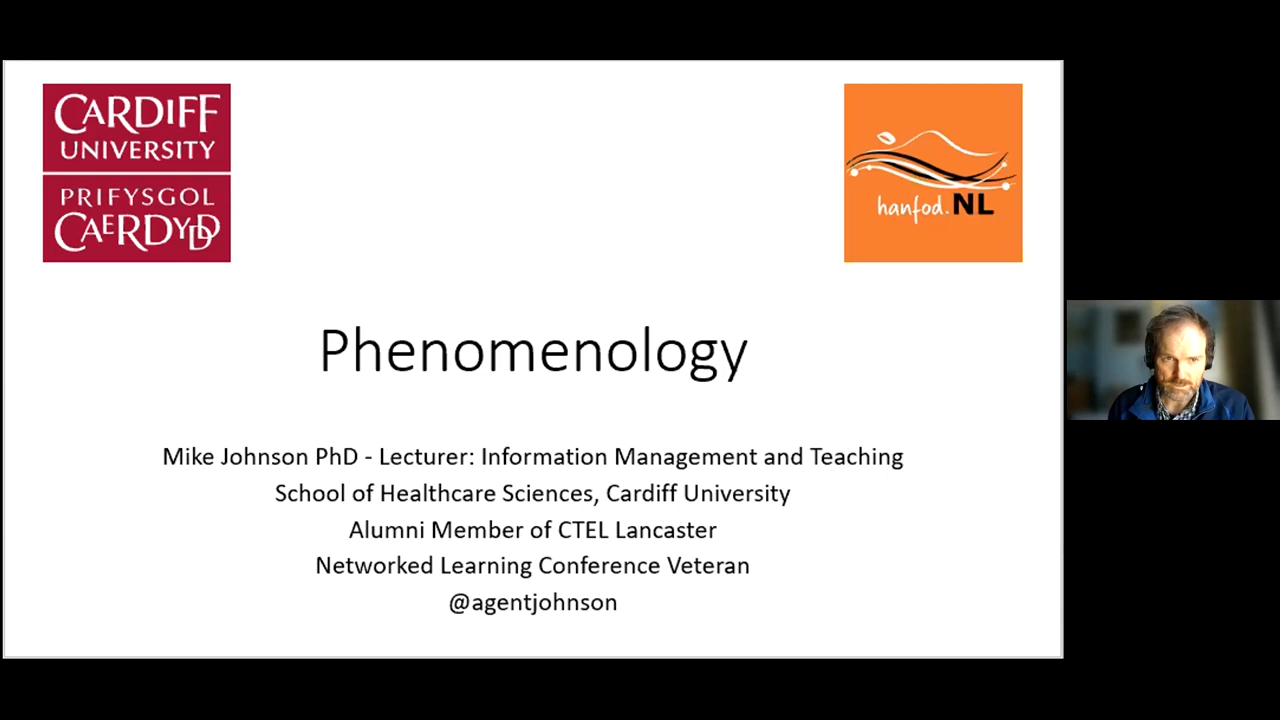 CARDIFF
UNIVERSITY
PRIFYSGOL
CAERDYDD
hanfod.NL
Phenomenology
Mike Johnson PhD - Lecturer: Information Management and Teaching
School of Healthcare Sciences, Cardiff University
Alumni Member of CTEL Lancaster
Networked Learning Conference Veteran
@agentjohnson